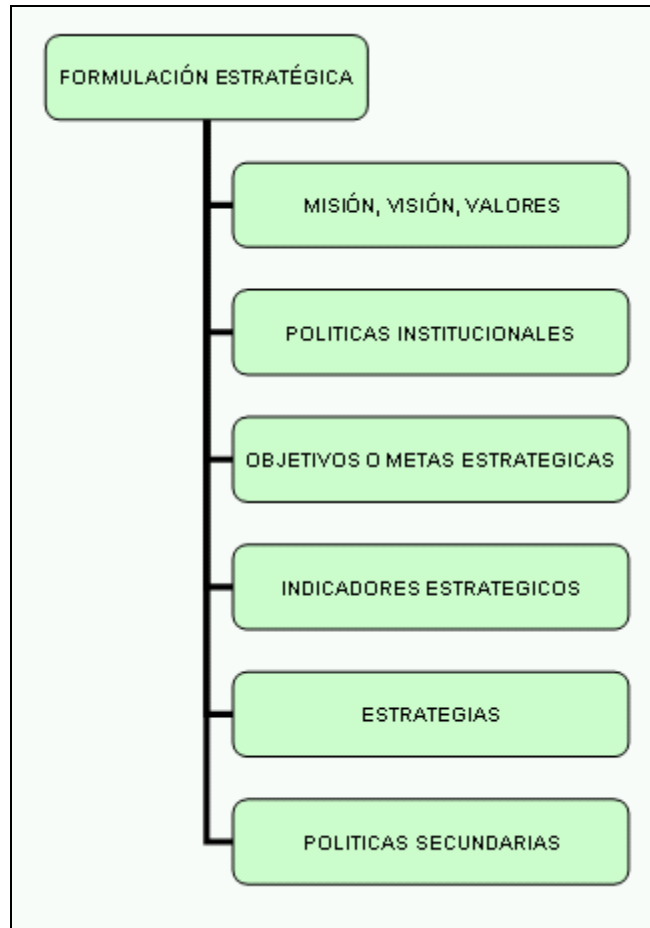 FORMULACIÓN ESTRATÉGICA
MISIÓN, VISIÓN, VALORES
POLITICAS INSTITUCIONALES
OBJETIVOS O METAS ESTRATEGICAS
INDICADORES ESTRATEGICOS
ESTRATEGIAS
POLITICAS SECUNDARIAS